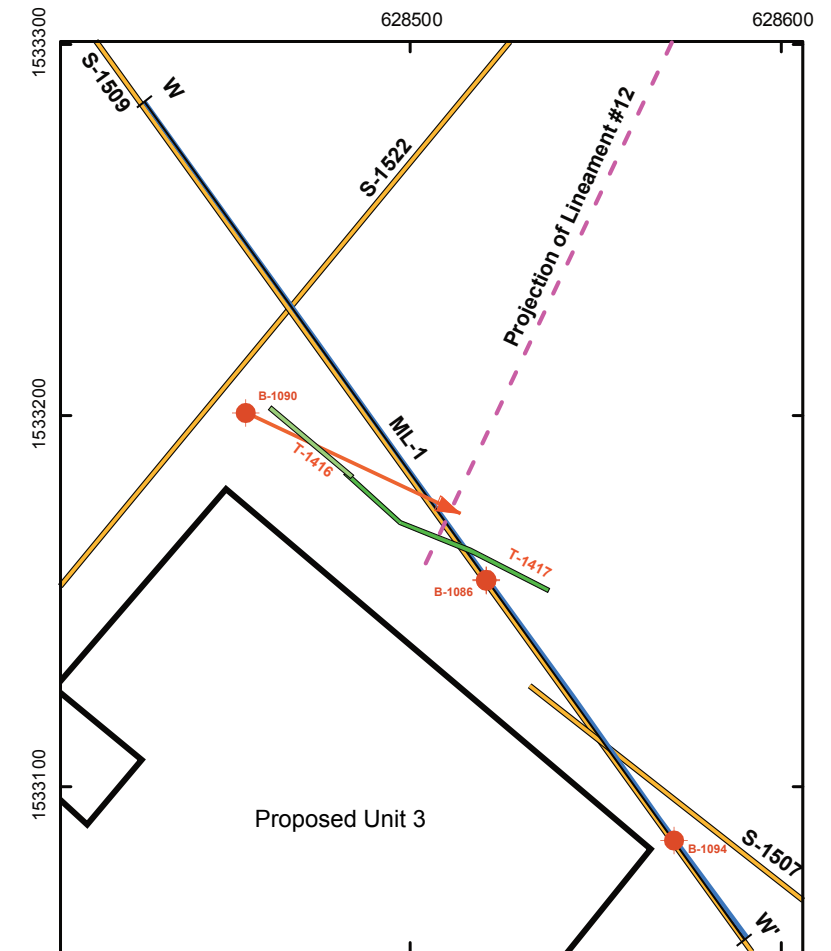 628500
628600
1533300
S-1509
W
S-1522
Projection of Lineament #12
1533200
B-1090
T-1416
ML-1
T-1417
B-1086
1533100
Proposed Unit 3
B-1094
S-1507
W'